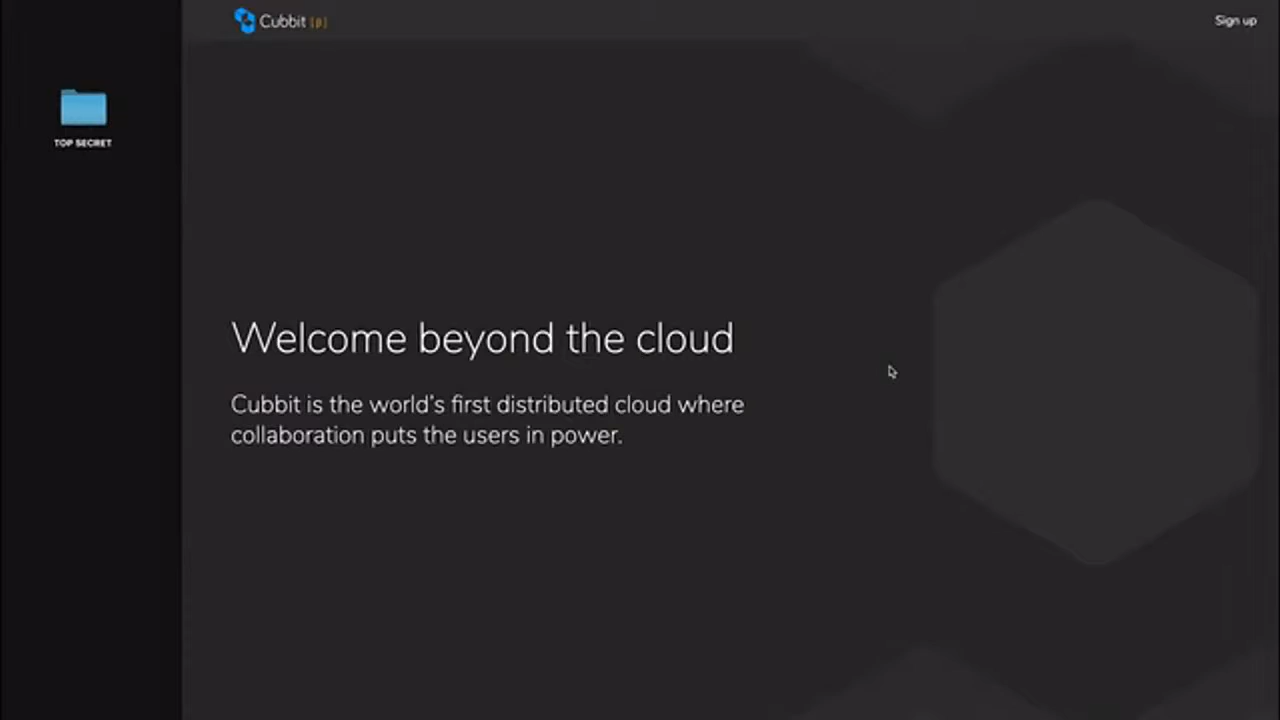 Cubbit [β]
Sign up
TOP SECRET
Welcome beyond the cloud
Cubbit is the world's first distributed cloud where
collaboration puts the users in power.